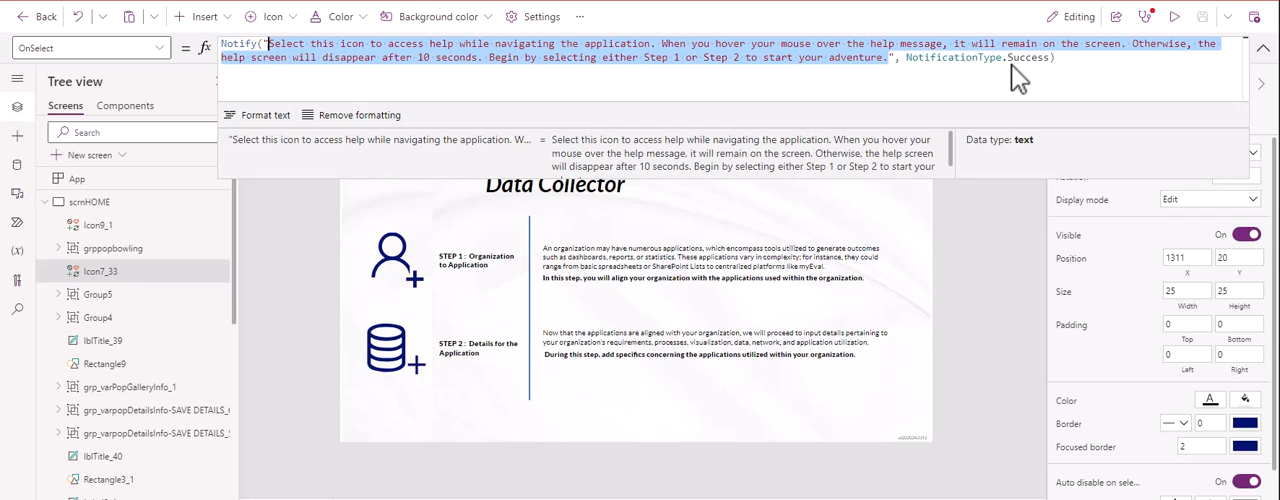 Back
Insert
Icon
Color
Background color
Settings
Editing
OnSelect
= fx
Notify("Select this icon to access help while navigating the application. When you hover your mouse over the help message, it will remain on the screen. Otherwise, the
help screen will disappear after 10 seconds. Begin by selecting either Step 1 or Step 2 to start your adventure.", NotificationType.Success)
Format text
Remove formatting
"Select this icon to access help while navigating the application. W...
=
Select this icon to access help while navigating the application. When you hover your
mouse over the help message, it will remain on the screen. Otherwise, the help screen
will disappear after 10 seconds. Begin by selecting either Step 1 or Step 2 to start your
Data type: text
Tree view
Screens
Components
Search
New screen
App
scrnHOME
Icon9_1
grppopbowling
Icon7_33
Group5
Group4
lblTitle_39
Rectangle9
grp_varPopGalleryInfo_1
grp_varpopDetailsInfo-SAVE DETAILS_
grp_varpopDetailsInfo-SAVE DETAILS_
lblTitle_40
Rectangle3_1
Data Collector
STEP 1 : Organization
to Application
An organization may have numerous applications, which encompass tools utilized to generate outcomes
such as dashboards, reports, or statistics. These applications vary in complexity; for instance, they could
range from basic spreadsheets or SharePoint Lists to centralized platforms like myEval.
In this step, you will align your organization with the applications used within the organization.
STEP 2 : Details for the
Application
Now that the applications are aligned with your organization, we will proceed to input details pertaining to
your organization's requirements, processes, visualization, data, network, and application utilization.
During this step, add specifics concerning the applications utilized within your organization.
Display mode
Edit
Visible
On
Position
1311
20
X
Y
Size
25
25
Width
Height
Padding
0
0
Top
Bottom
0
0
Left
Right
Color
A
Border
0
Focused border
2
Auto disable on sele...
On